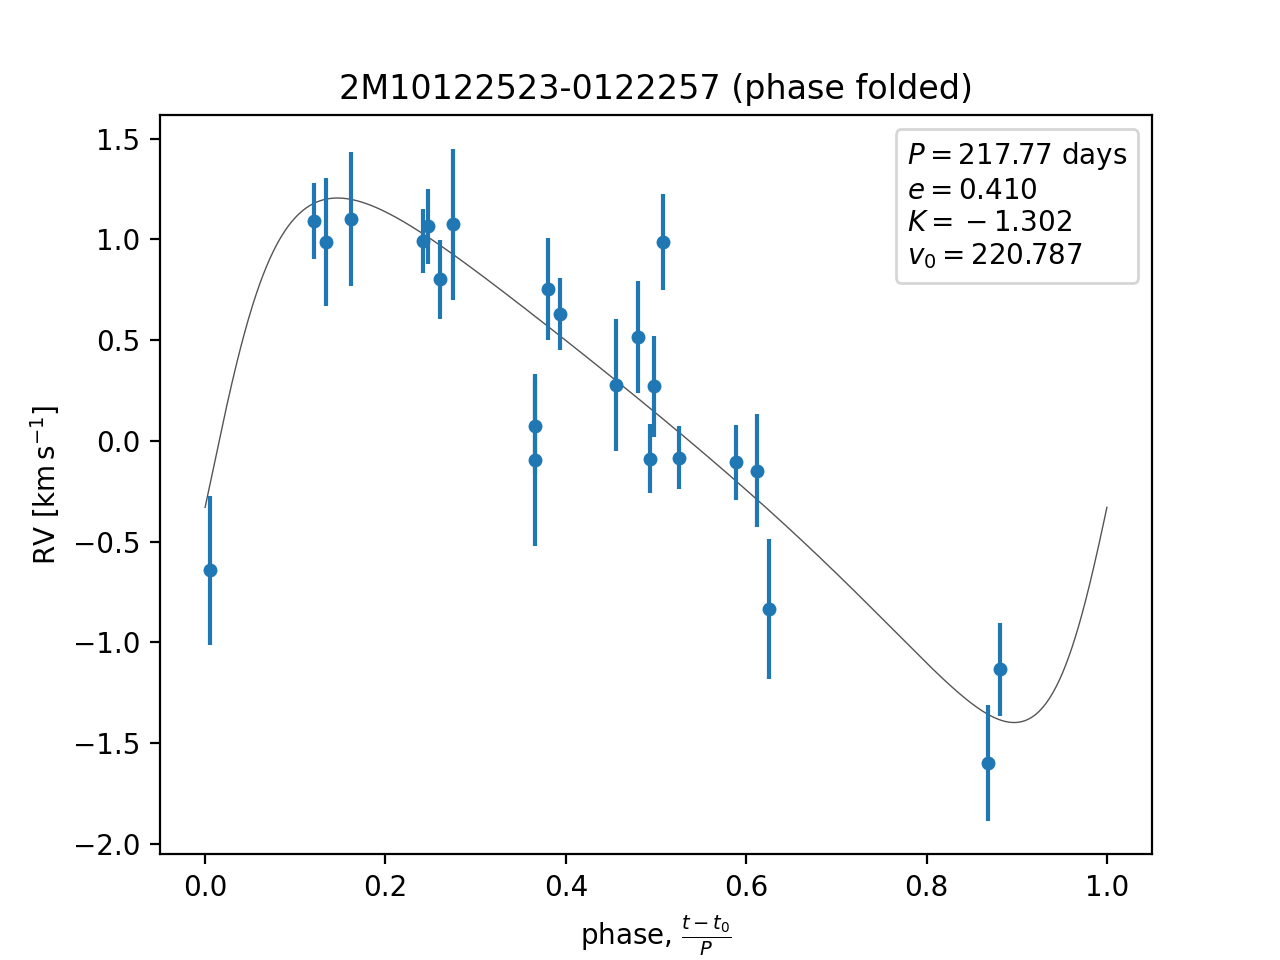 2M10122523-0122257 (phase folded)
P = 217.77 days
e = 0.410
K = −1.302
v₀ = 220.787
RV [km s⁻¹]
1.5
1.0
0.5
0.0
−0.5
−1.0
−1.5
−2.0
0.0 0.2 0.4 0.6 0.8 1.0
phase, (t − t₀)/P